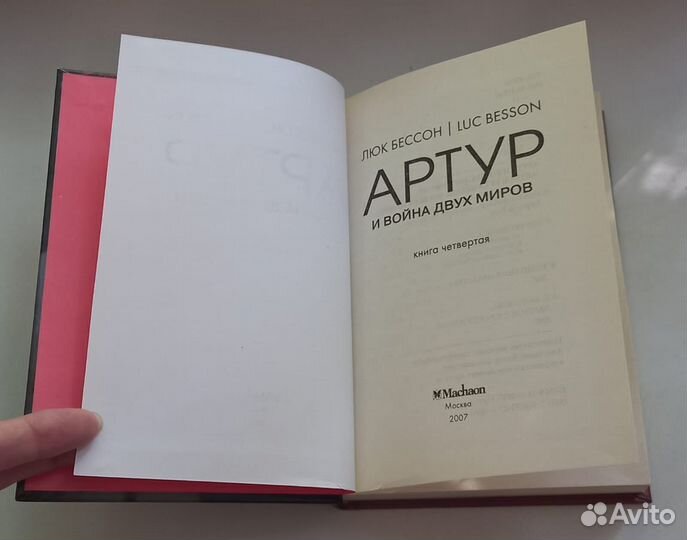 ЛЮК БЕССОН | LUC BESSON
АРТУР
И ВОЙНА ДВУХ МИРОВ
книга четвертая
Machaon
Москва
2007
Avito